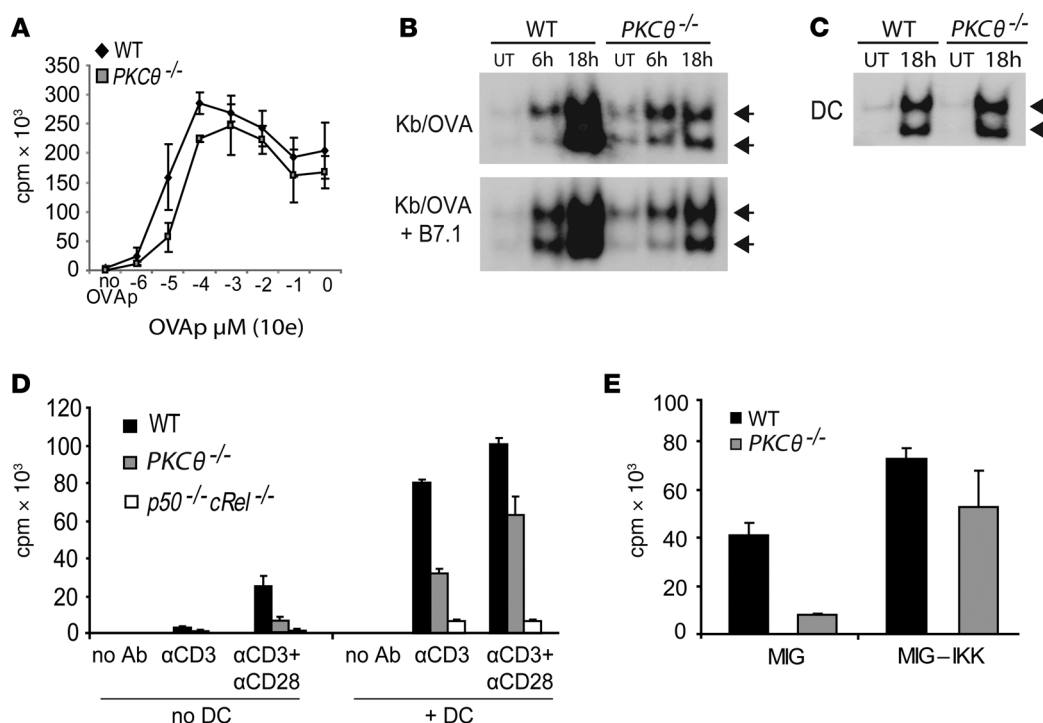 A
WT
PKCθ -/-
350
300
250
200
150
100
50
0
cpm × 10³
no OVAp
-6
-5
-4
-3
-2
-1
0
OVAp μM (10e)
B
WT
PKCθ -/-
UT 6h 18h UT 6h 18h
Kb/OVA
Kb/OVA
+ B7.1
C
WT
PKCθ -/-
UT 18h UT 18h
DC
D
120
100
80
60
40
20
0
cpm × 10³
WT
PKCθ -/-
p50 -/- cRel -/-
no Ab αCD3 αCD3+ no Ab αCD3 αCD3+
αCD28 αCD28
no DC + DC
E
100
80
60
40
20
0
cpm × 10³
WT
PKCθ -/-
MIG MIG–IKK